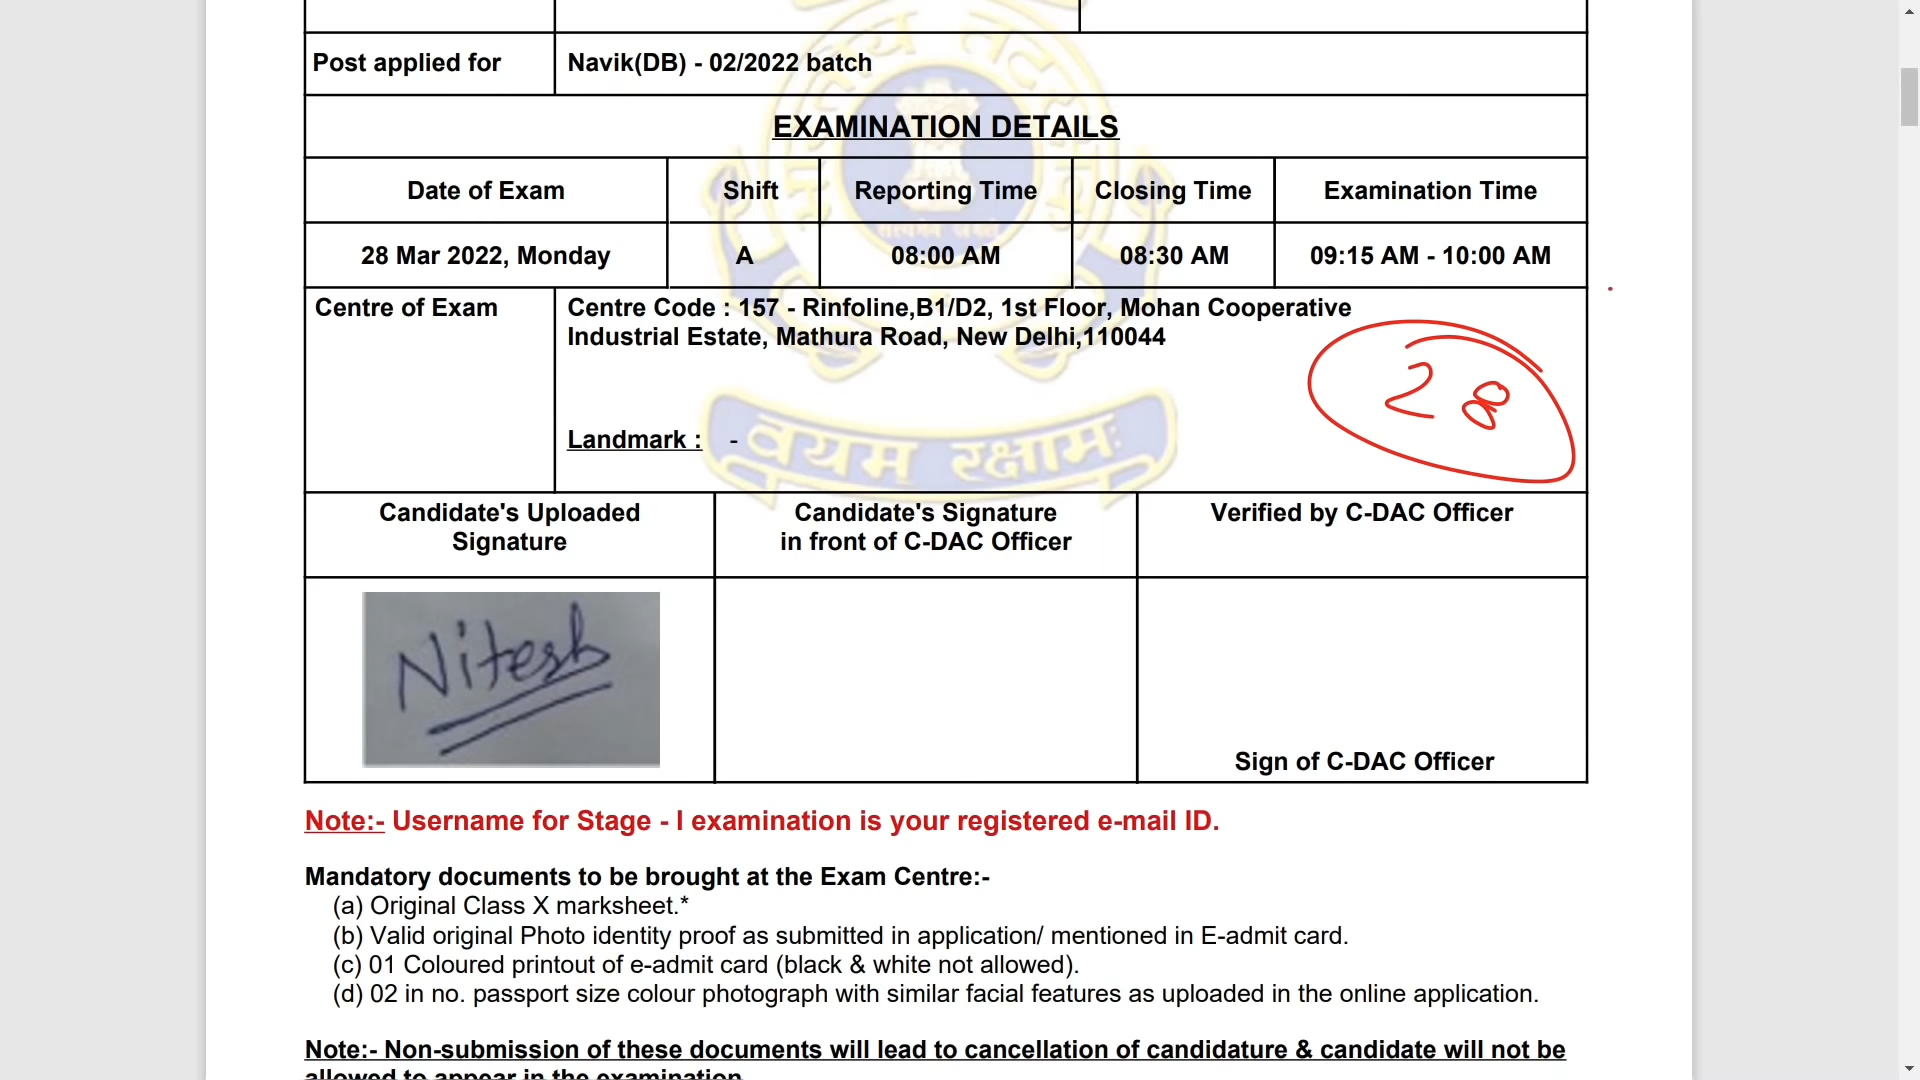 Post applied for Navik(DB) - 02/2022 batch
EXAMINATION DETAILS
Date of Exam Shift Reporting Time Closing Time Examination Time
28 Mar 2022, Monday A 08:00 AM 08:30 AM 09:15 AM - 10:00 AM
Centre of Exam Centre Code : 157 - Rinfoline,B1/D2, 1st Floor, Mohan Cooperative
Industrial Estate, Mathura Road, New Delhi,110044
28
Landmark : -
वयम रक्षामः
Candidate's Uploaded
Signature
Candidate's Signature
in front of C-DAC Officer
Verified by C-DAC Officer
Nitesh
Sign of C-DAC Officer
Note:- Username for Stage - I examination is your registered e-mail ID.
Mandatory documents to be brought at the Exam Centre:-
(a) Original Class X marksheet.*
(b) Valid original Photo identity proof as submitted in application/ mentioned in E-admit card.
(c) 01 Coloured printout of e-admit card (black & white not allowed).
(d) 02 in no. passport size colour photograph with similar facial features as uploaded in the online application.
Note:- Non-submission of these documents will lead to cancellation of candidature & candidate will not be
allowed to appear in the examination